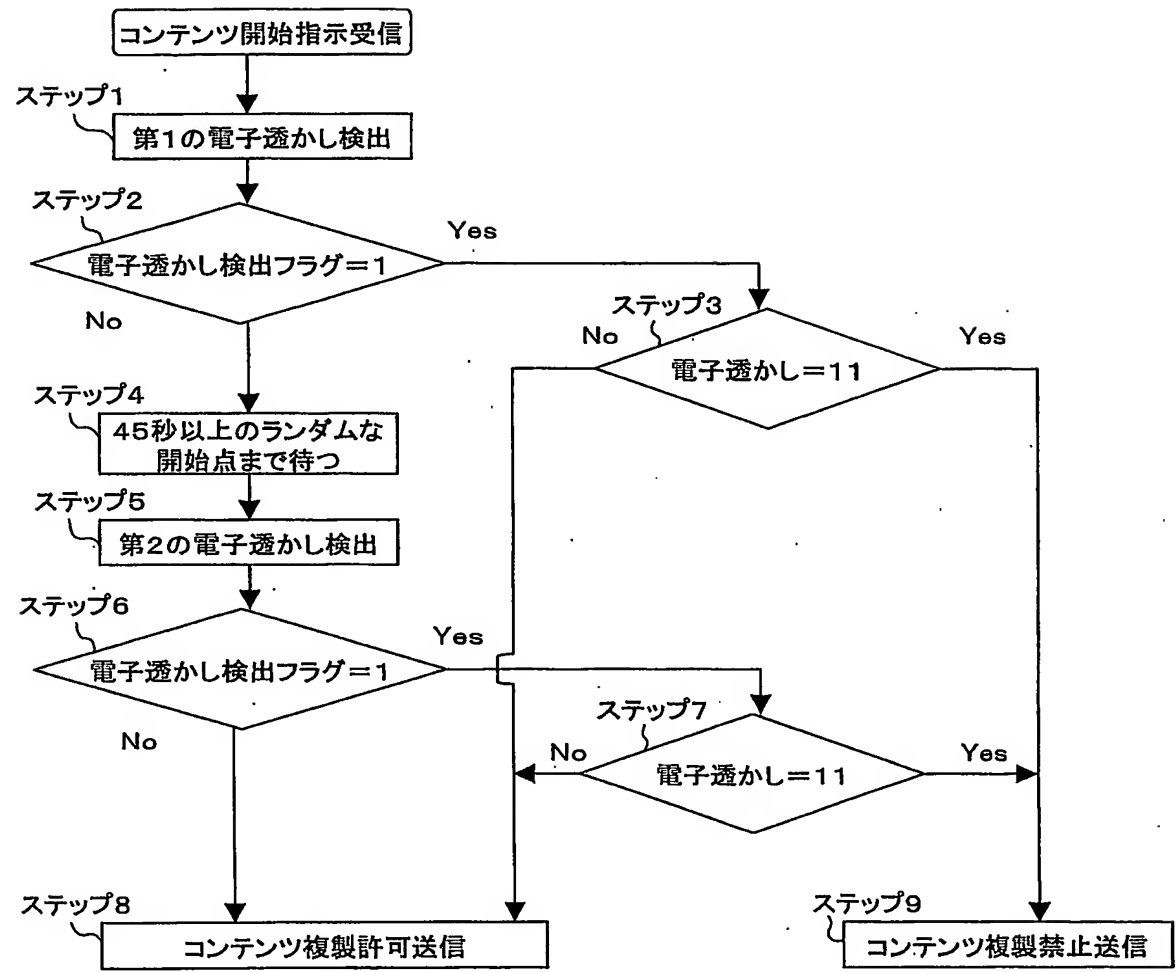 コンテンツ開始指示受信
ステップ1
第1の電子透かし検出
ステップ2
Yes
電子透かし検出フラグ=1
No
ステップ3
No
Yes
電子透かし=11
ステップ4
45秒以上のランダムな
開始点まで待つ
ステップ5
第2の電子透かし検出
ステップ6
Yes
電子透かし検出フラグ=1
No
ステップ7
No
Yes
電子透かし=11
ステップ8
コンテンツ複製許可送信
ステップ9
コンテンツ複製禁止送信